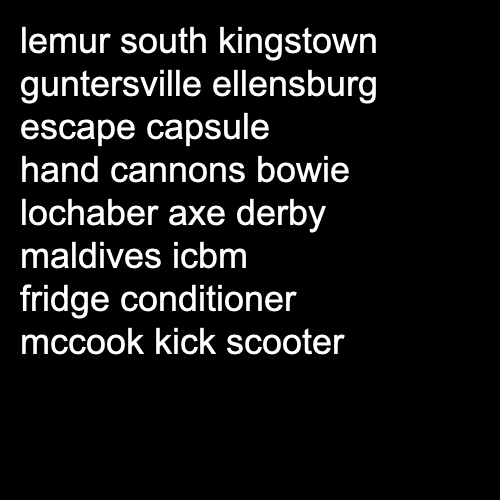 lemur south kingstown
guntersville ellensburg
escape capsule
hand cannons bowie
lochaber axe derby
maldives icbm
fridge conditioner
mccook kick scooter